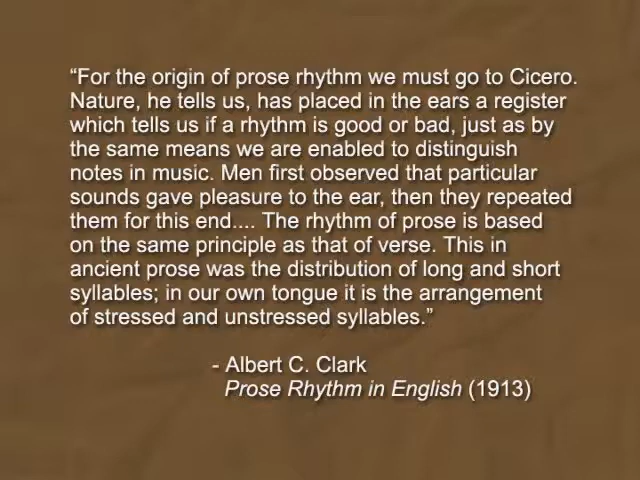 “For the origin of prose rhythm we must go to Cicero.
Nature, he tells us, has placed in the ears a register
which tells us if a rhythm is good or bad, just as by
the same means we are enabled to distinguish
notes in music. Men first observed that particular
sounds gave pleasure to the ear, then they repeated
them for this end.... The rhythm of prose is based
on the same principle as that of verse. This in
ancient prose was the distribution of long and short
syllables; in our own tongue it is the arrangement
of stressed and unstressed syllables.”
- Albert C. Clark
Prose Rhythm in English (1913)